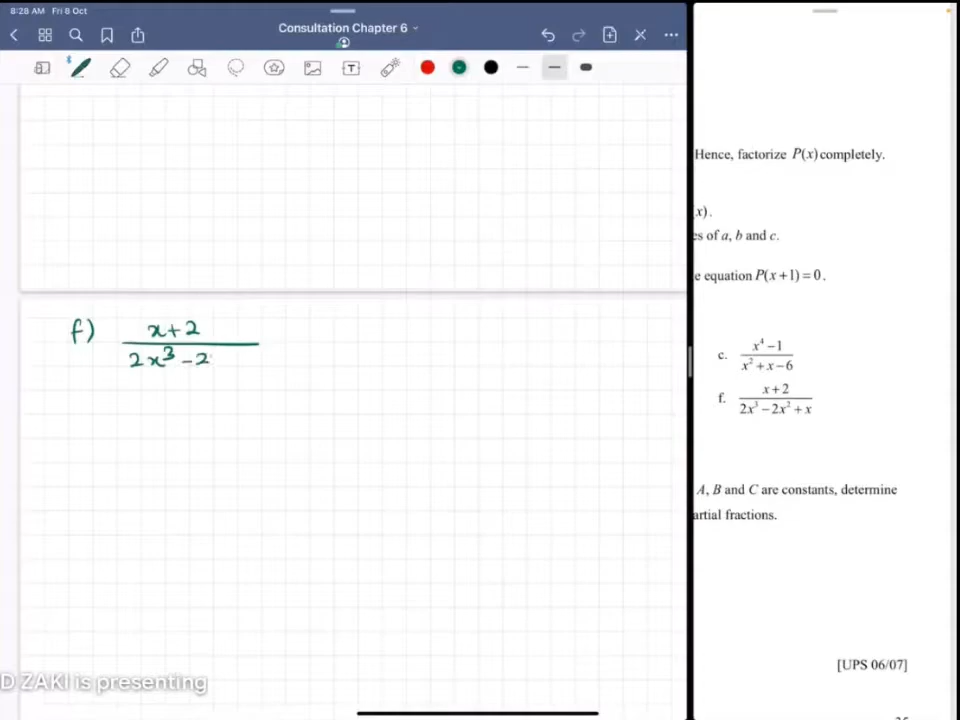 8:28 AM Fri 8 Oct
Consultation Chapter 6
T
f) x+2
2x³-2
Hence, factorize P(x) completely.
x).
es of a, b and c.
e equation P(x+1)=0.
c. x⁴-1
x²+x-6
f. x+2
2x³-2x²+x
A, B and C are constants, determine
artial fractions.
[UPS 06/07]
D ZAKI is presenting